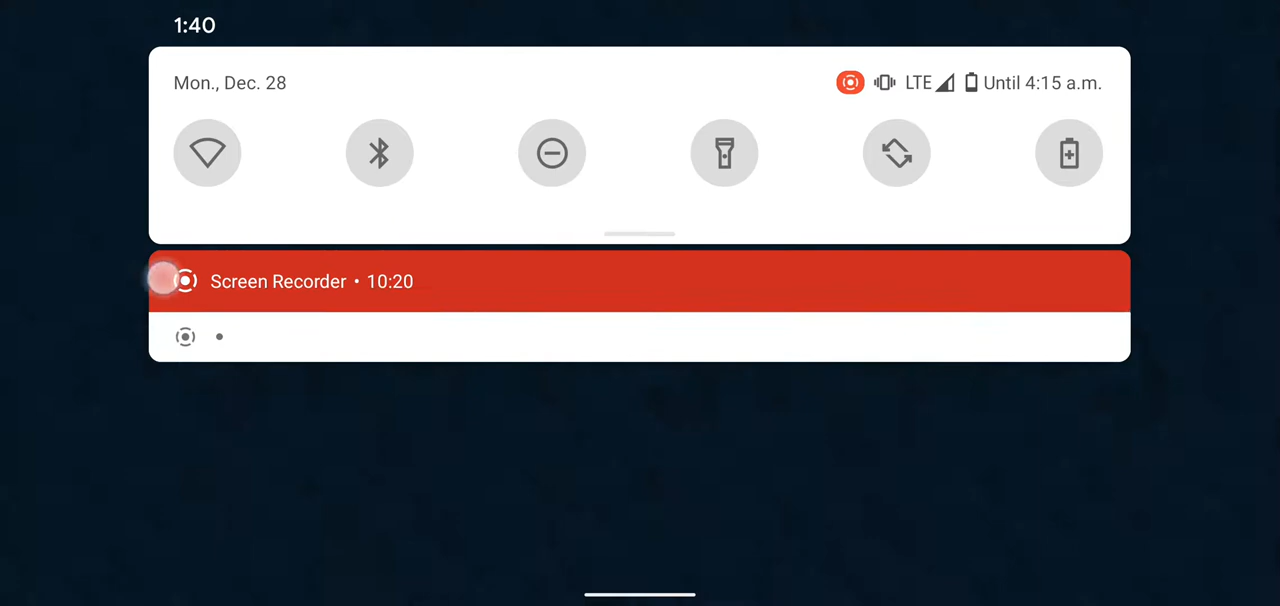 1:40
Mon., Dec. 28 LTE Until 4:15 a.m.
Screen Recorder • 10:20